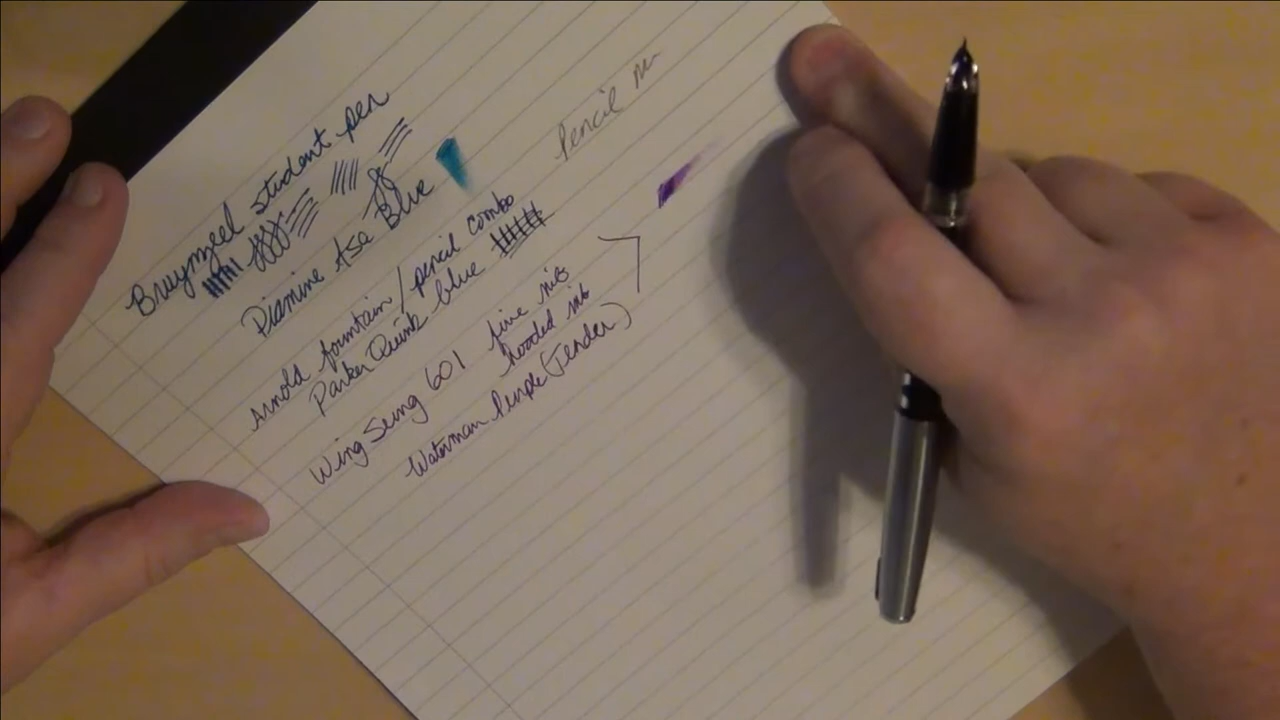 Bruynzeel student pen
Diamine Asa Blue
Arnold fountain/pencil combo
Pencil
Parker Quink blue
Wing Sung 601 fine nib
hooded nib
Waterman Purple (Tender)